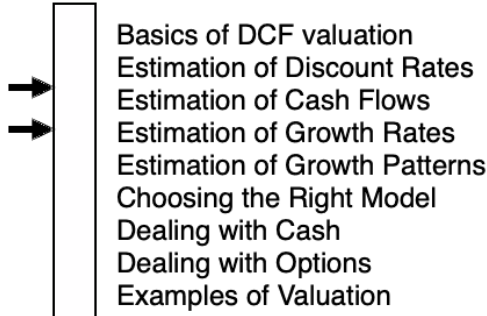 Basics of DCF valuation
Estimation of Discount Rates
Estimation of Cash Flows
Estimation of Growth Rates
Estimation of Growth Patterns
Choosing the Right Model
Dealing with Cash
Dealing with Options
Examples of Valuation